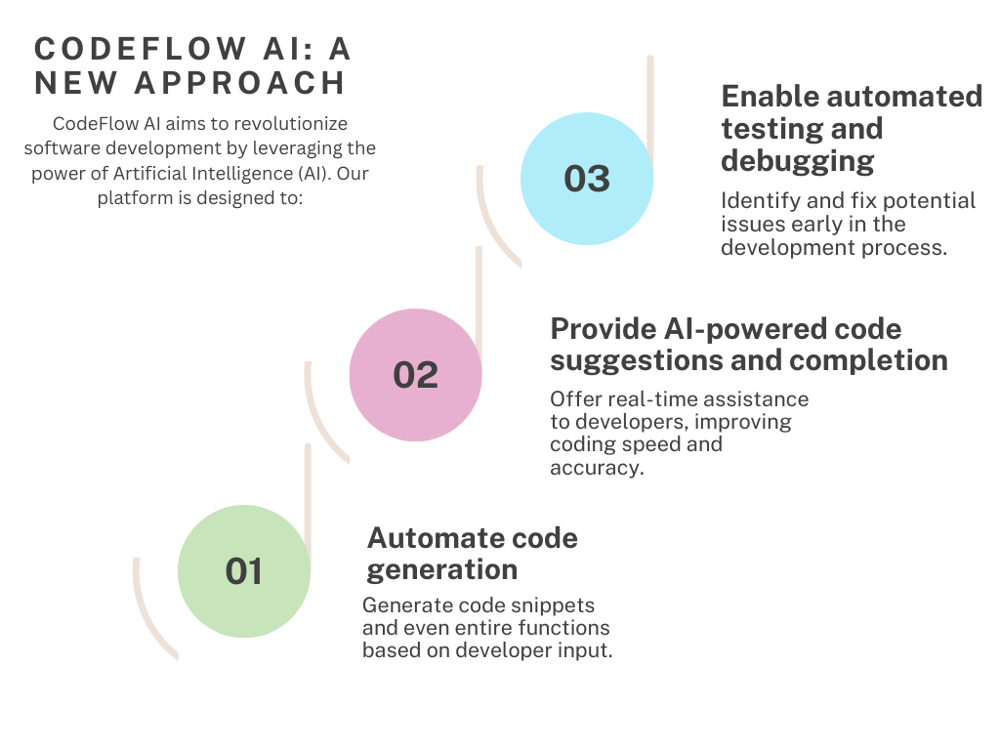 CODEFLOW AI: A
NEW APPROACH
CodeFlow AI aims to revolutionize
software development by leveraging the
power of Artificial Intelligence (AI). Our
platform is designed to:
03
Enable automated
testing and
debugging
Identify and fix potential
issues early in the
development process.
02
Provide AI-powered code
suggestions and completion
Offer real-time assistance
to developers, improving
coding speed and
accuracy.
01
Automate code
generation
Generate code snippets
and even entire functions
based on developer input.